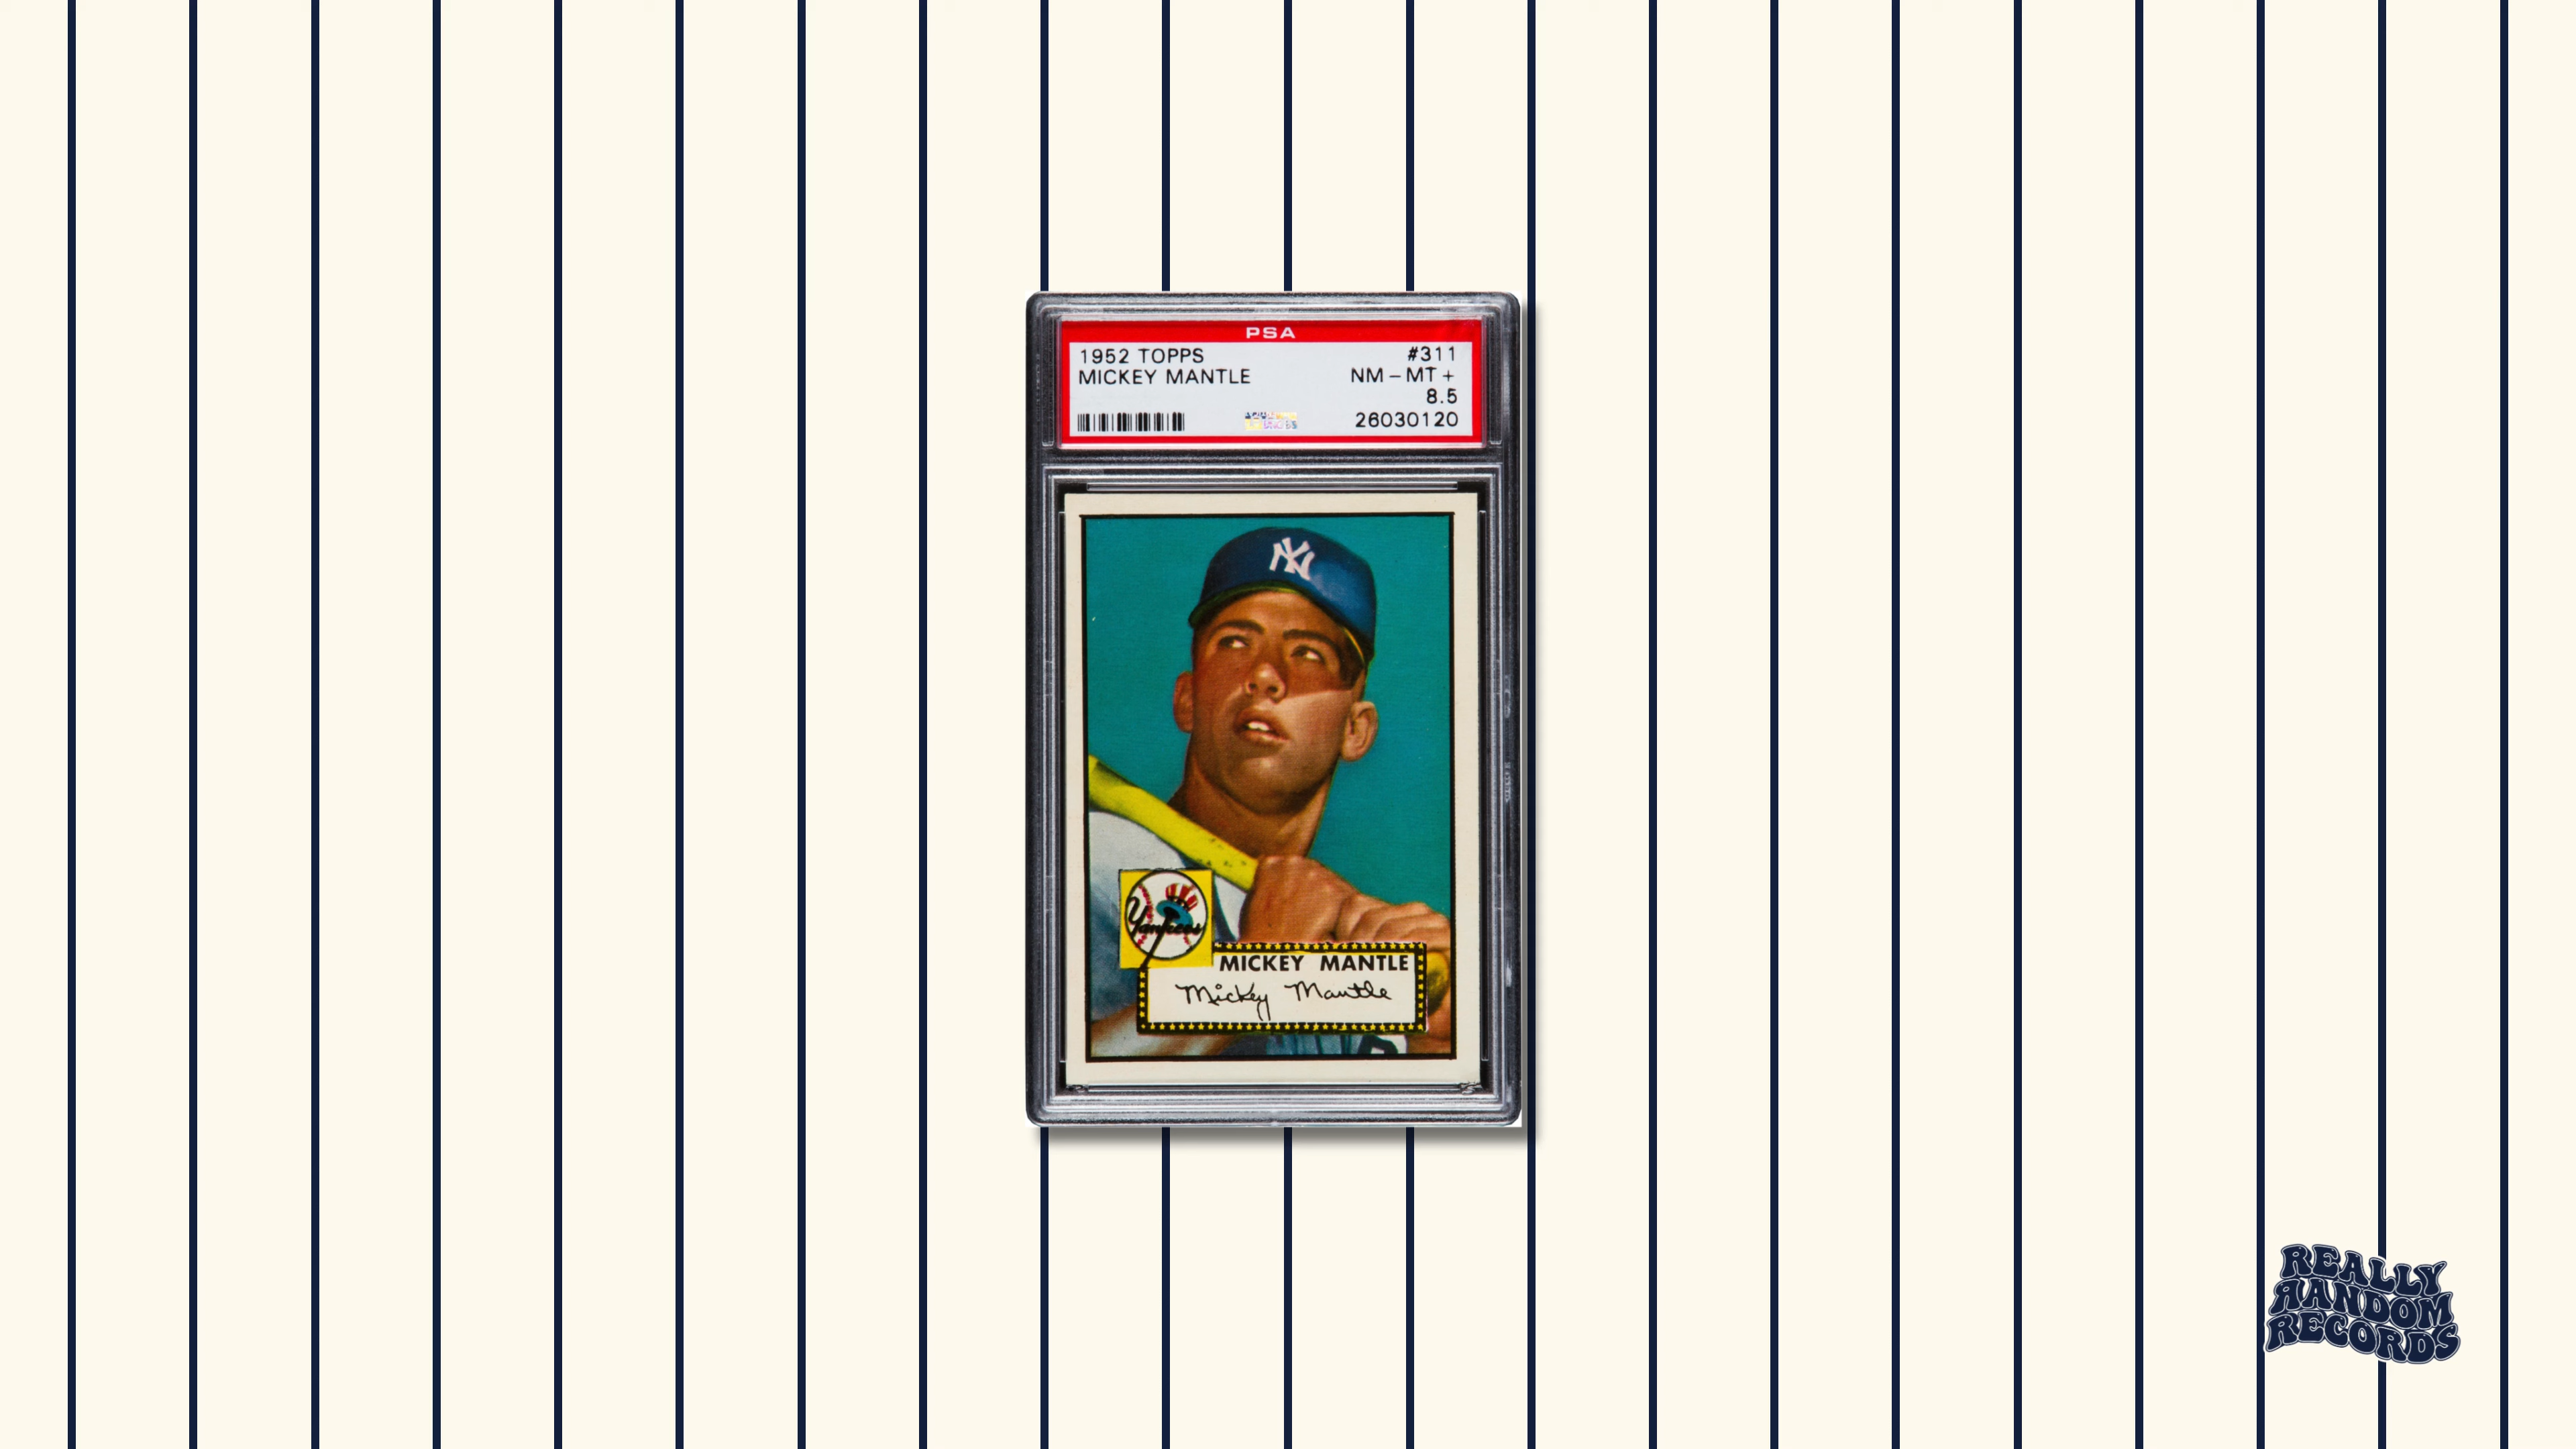 PSA
1952 TOPPS #311
MICKEY MANTLE NM - MT +
8.5
26030120
NY
Yankees
MICKEY MANTLE
Mickey Mantle
REALLY
RANDOM
RECORDS